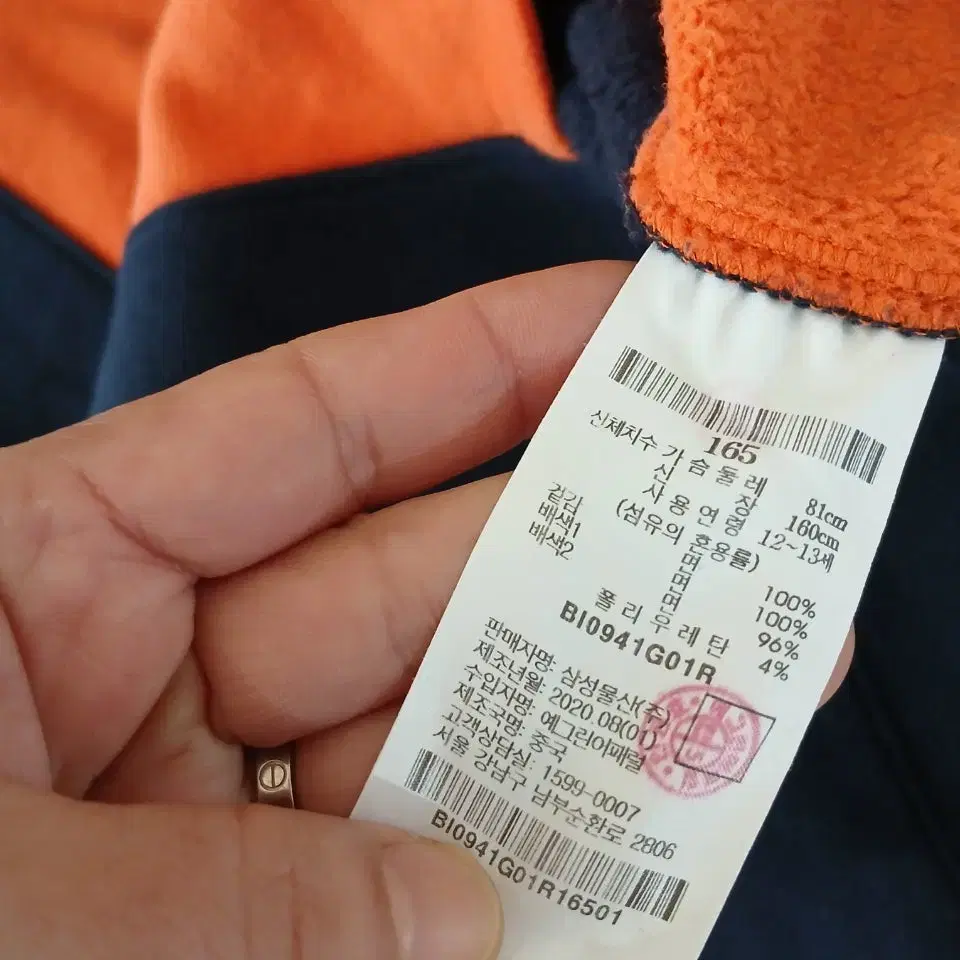 165
신체치수 가 슴 둘 레 81cm
신 장 160cm
사 용 연 령 12~13세
(섬유의 혼용률)
겉감 면 100%
배색1 면 100%
배색2 면 96%
폴 리 우 레 탄 4%
BI0941G01R
판매자명: 삼성물산(주)
제조년월: 2020.08(01)
수입자명: 예그린어패럴
제조국명: 중국
고객상담실: 1599-0007
서울 강남구 남부순환로 2806
BI0941G01R16501